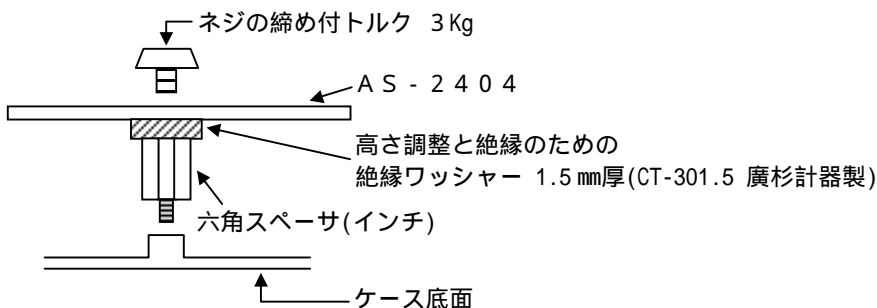 ネジの締め付トルク 3Kg
AS-2404
高さ調整と絶縁のための
絶縁ワッシャー 1.5㎜厚(CT-301.5 廣杉計器製)
六角スペーサ(インチ)
ケース底面